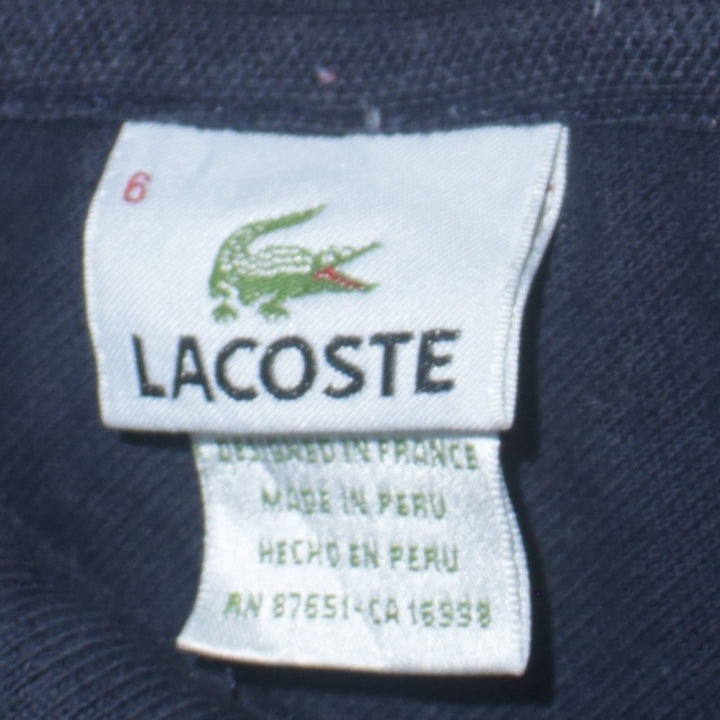 6
LACOSTE
DESIGNED IN FRANCE
MADE IN PERU
HECHO EN PERU
RN 87651-CA 16998